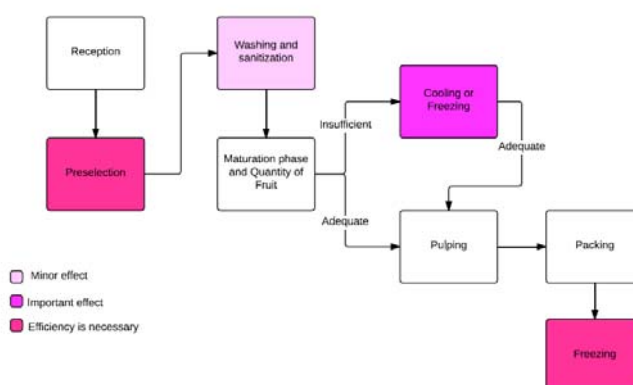 Reception
Washing and
sanitization
Cooling or
Freezing
Insufficient
Preselection
Maturation phase
and Quantity of
Fruit
Adequate
Adequate
Pulping
Packing
Minor effect
Important effect
Efficiency is necessary
Freezing